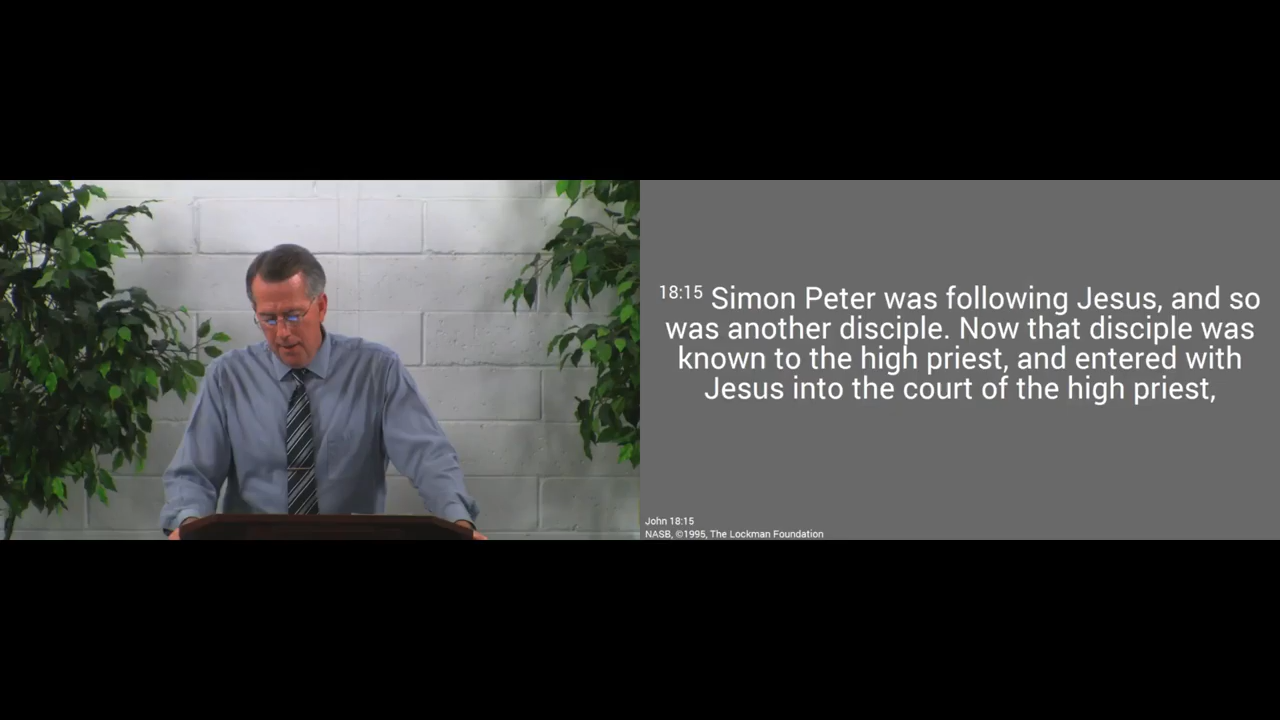 18:15 Simon Peter was following Jesus, and so
was another disciple. Now that disciple was
known to the high priest, and entered with
Jesus into the court of the high priest,
John 18:15
NASB, ©1995, The Lockman Foundation